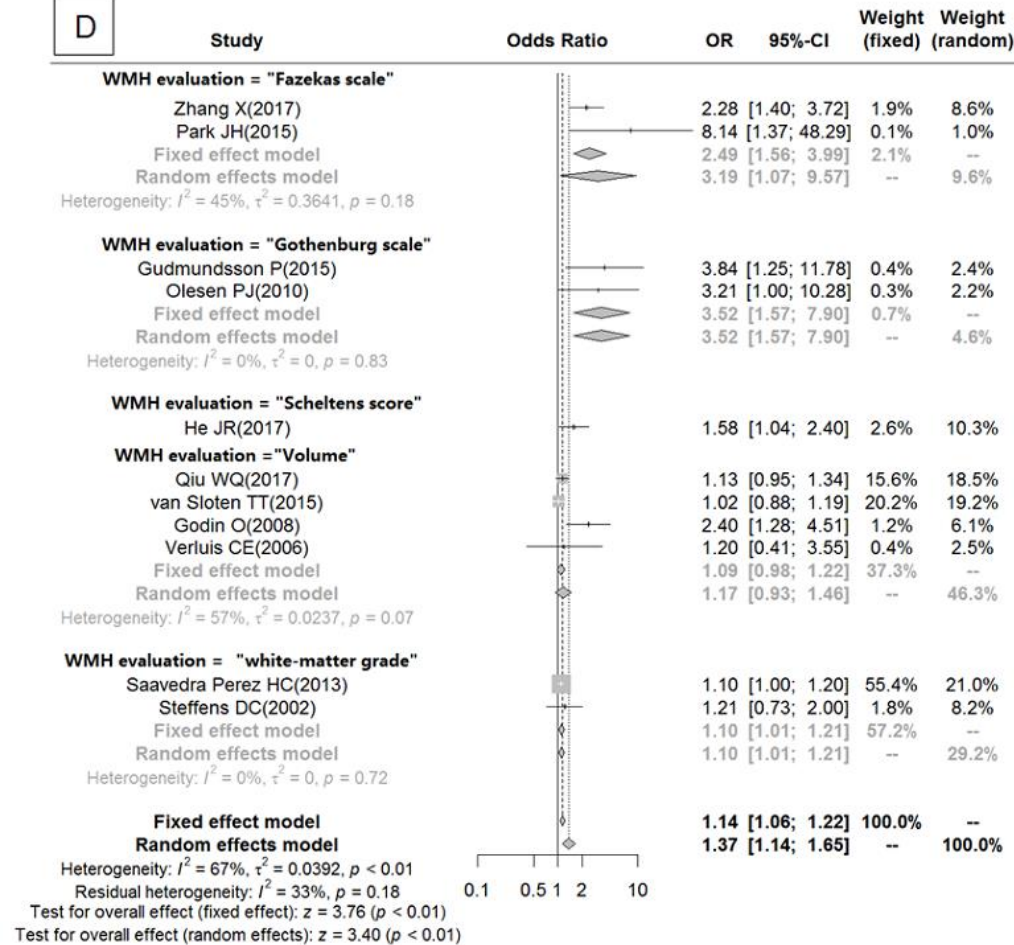 D
Study Odds Ratio OR 95%-CI Weight (fixed) Weight (random)
WMH evaluation = "Fazekas scale"
Zhang X(2017) 2.28 [1.40; 3.72] 1.9% 8.6%
Park JH(2015) 8.14 [1.37; 48.29] 0.1% 1.0%
Fixed effect model 2.49 [1.56; 3.99] 2.1% --
Random effects model 3.19 [1.07; 9.57] -- 9.6%
Heterogeneity: I² = 45%, τ² = 0.3641, p = 0.18
WMH evaluation = "Gothenburg scale"
Gudmundsson P(2015) 3.84 [1.25; 11.78] 0.4% 2.4%
Olesen PJ(2010) 3.21 [1.00; 10.28] 0.3% 2.2%
Fixed effect model 3.52 [1.57; 7.90] 0.7% --
Random effects model 3.52 [1.57; 7.90] -- 4.6%
Heterogeneity: I² = 0%, τ² = 0, p = 0.83
WMH evaluation = "Scheltens score"
He JR(2017) 1.58 [1.04; 2.40] 2.6% 10.3%
WMH evaluation ="Volume"
Qiu WQ(2017) 1.13 [0.95; 1.34] 15.6% 18.5%
van Sloten TT(2015) 1.02 [0.88; 1.19] 20.2% 19.2%
Godin O(2008) 2.40 [1.28; 4.51] 1.2% 6.1%
Verluis CE(2006) 1.20 [0.41; 3.55] 0.4% 2.5%
Fixed effect model 1.09 [0.98; 1.22] 37.3% --
Random effects model 1.17 [0.93; 1.46] -- 46.3%
Heterogeneity: I² = 57%, τ² = 0.0237, p = 0.07
WMH evaluation = "white-matter grade"
Saavedra Perez HC(2013) 1.10 [1.00; 1.20] 55.4% 21.0%
Steffens DC(2002) 1.21 [0.73; 2.00] 1.8% 8.2%
Fixed effect model 1.10 [1.01; 1.21] 57.2% --
Random effects model 1.10 [1.01; 1.21] -- 29.2%
Heterogeneity: I² = 0%, τ² = 0, p = 0.72
Fixed effect model 1.14 [1.06; 1.22] 100.0% --
Random effects model 1.37 [1.14; 1.65] -- 100.0%
Heterogeneity: I² = 67%, τ² = 0.0392, p < 0.01
Residual heterogeneity: I² = 33%, p = 0.18 0.1 0.5 1 2 10
Test for overall effect (fixed effect): z = 3.76 (p < 0.01)
Test for overall effect (random effects): z = 3.40 (p < 0.01)